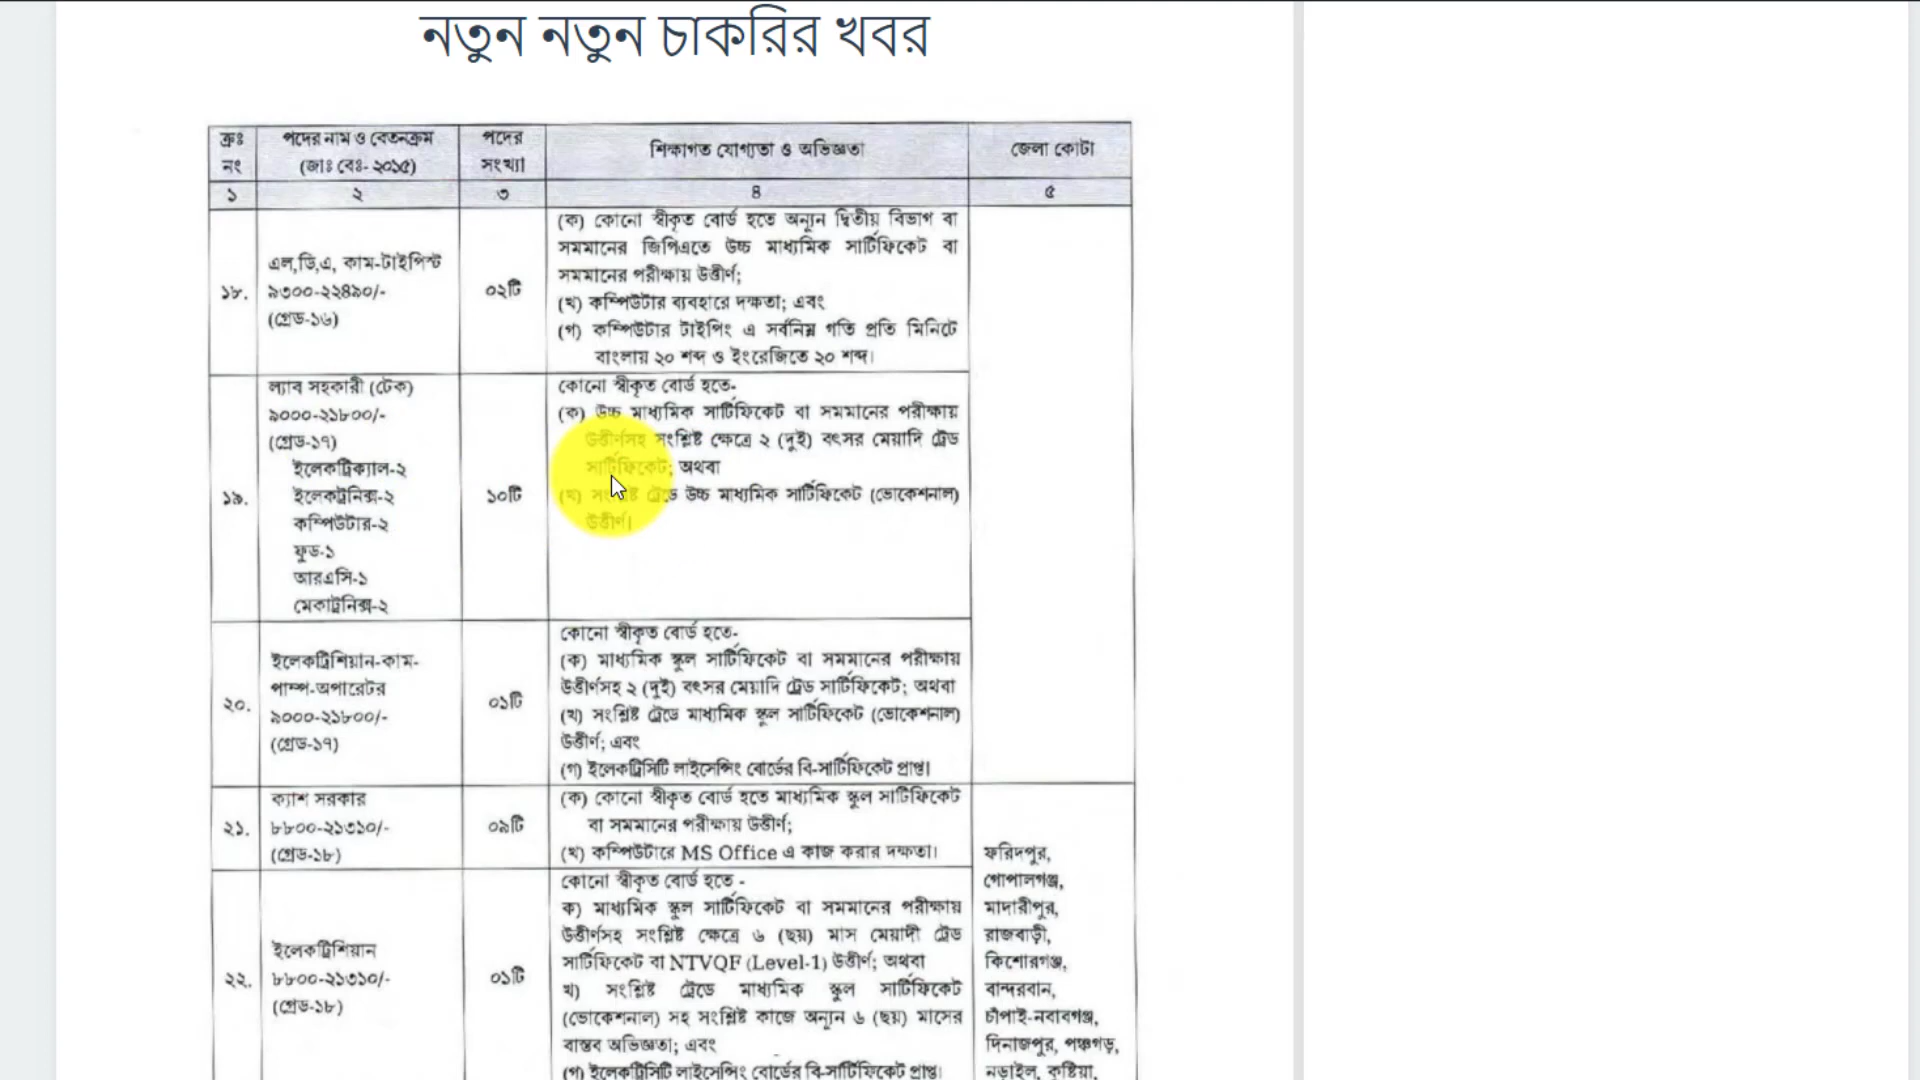 নতুন নতুন চাকরির খবর
ক্রঃ নং
পদের নাম ও বেতনক্রম
(জাঃ বেঃ- ২০১৫)
পদের সংখ্যা
শিক্ষাগত যোগ্যতা ও অভিজ্ঞতা
জেলা কোটা
১ ২ ৩ ৪ ৫
১৮.
এল,ডি,এ, কাম-টাইপিস্ট
৯৩০০-২২৪৯০/-
(গ্রেড-১৬)
০২টি
(ক) কোনো স্বীকৃত বোর্ড হতে অন্যূন দ্বিতীয় বিভাগ বা
সমমানের জিপিএতে উচ্চ মাধ্যমিক সার্টিফিকেট বা
সমমানের পরীক্ষায় উত্তীর্ণ;
(খ) কম্পিউটার ব্যবহারে দক্ষতা; এবং
(গ) কম্পিউটার টাইপিং এ সর্বনিম্ন গতি প্রতি মিনিটে
বাংলায় ২০ শব্দ ও ইংরেজিতে ২০ শব্দ।
১৯.
ল্যাব সহকারী (টেক)
৯০০০-২১৮০০/-
(গ্রেড-১৭)
ইলেকট্রিক্যাল-২
ইলেকট্রনিক্স-২
কম্পিউটার-২
ফুড-১
আরএসি-১
মেকাট্রনিক্স-২
১০টি
কোনো স্বীকৃত বোর্ড হতে-
(ক) উচ্চ মাধ্যমিক সার্টিফিকেট বা সমমানের পরীক্ষায়
উত্তীর্ণসহ সংশ্লিষ্ট ক্ষেত্রে ২ (দুই) বৎসর মেয়াদি ট্রেড
সার্টিফিকেট; অথবা
(খ) সংশ্লিষ্ট ট্রেডে উচ্চ মাধ্যমিক সার্টিফিকেট (ভোকেশনাল)
উত্তীর্ণ।
২০.
ইলেকট্রিশিয়ান-কাম-
পাম্প-অপারেটর
৯০০০-২১৮০০/-
(গ্রেড-১৭)
০১টি
কোনো স্বীকৃত বোর্ড হতে-
(ক) মাধ্যমিক স্কুল সার্টিফিকেট বা সমমানের পরীক্ষায়
উত্তীর্ণসহ ২ (দুই) বৎসর মেয়াদি ট্রেড সার্টিফিকেট; অথবা
(খ) সংশ্লিষ্ট ট্রেডে মাধ্যমিক স্কুল সার্টিফিকেট (ভোকেশনাল)
উত্তীর্ণ; এবং
(গ) ইলেকট্রিসিটি লাইসেন্সিং বোর্ডের বি-সার্টিফিকেট প্রাপ্ত।
২১.
ক্যাশ সরকার
৮৮০০-২১৩১০/-
(গ্রেড-১৮)
০৯টি
(ক) কোনো স্বীকৃত বোর্ড হতে মাধ্যমিক স্কুল সার্টিফিকেট
বা সমমানের পরীক্ষায় উত্তীর্ণ;
(খ) কম্পিউটারে MS Office এ কাজ করার দক্ষতা।
২২.
ইলেকট্রিশিয়ান
৮৮০০-২১৩১০/-
(গ্রেড-১৮)
০১টি
কোনো স্বীকৃত বোর্ড হতে -
ক) মাধ্যমিক স্কুল সার্টিফিকেট বা সমমানের পরীক্ষায়
উত্তীর্ণসহ সংশ্লিষ্ট ক্ষেত্রে ৬ (ছয়) মাস মেয়াদী ট্রেড
সার্টিফিকেট বা NTVQF (Level-1) উত্তীর্ণ; অথবা
খ) সংশ্লিষ্ট ট্রেডে মাধ্যমিক স্কুল সার্টিফিকেট
(ভোকেশনাল) সহ সংশ্লিষ্ট কাজে অন্যূন ৬ (ছয়) মাসের
বাস্তব অভিজ্ঞতা; এবং
(গ) ইলেকট্রিসিটি লাইসেন্সিং বোর্ডের বি-সার্টিফিকেট প্রাপ্ত।
ফরিদপুর,
গোপালগঞ্জ,
মাদারীপুর,
রাজবাড়ী,
কিশোরগঞ্জ,
বান্দরবান,
চাঁপাই-নবাবগঞ্জ,
দিনাজপুর, পঞ্চগড়,
নড়াইল, কুষ্টিয়া,